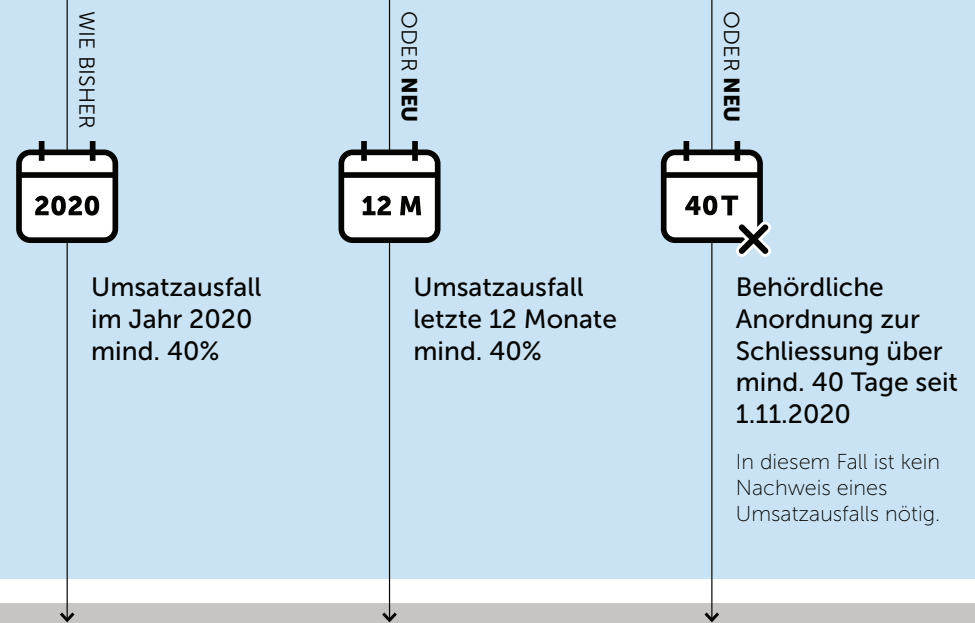 WIE BISHER
2020
Umsatzausfall
im Jahr 2020
mind. 40%
ODER NEU
12 M
Umsatzausfall
letzte 12 Monate
mind. 40%
ODER NEU
40 T
Behördliche
Anordnung zur
Schliessung über
mind. 40 Tage seit
1.11.2020
In diesem Fall ist kein
Nachweis eines
Umsatzausfalls nötig.